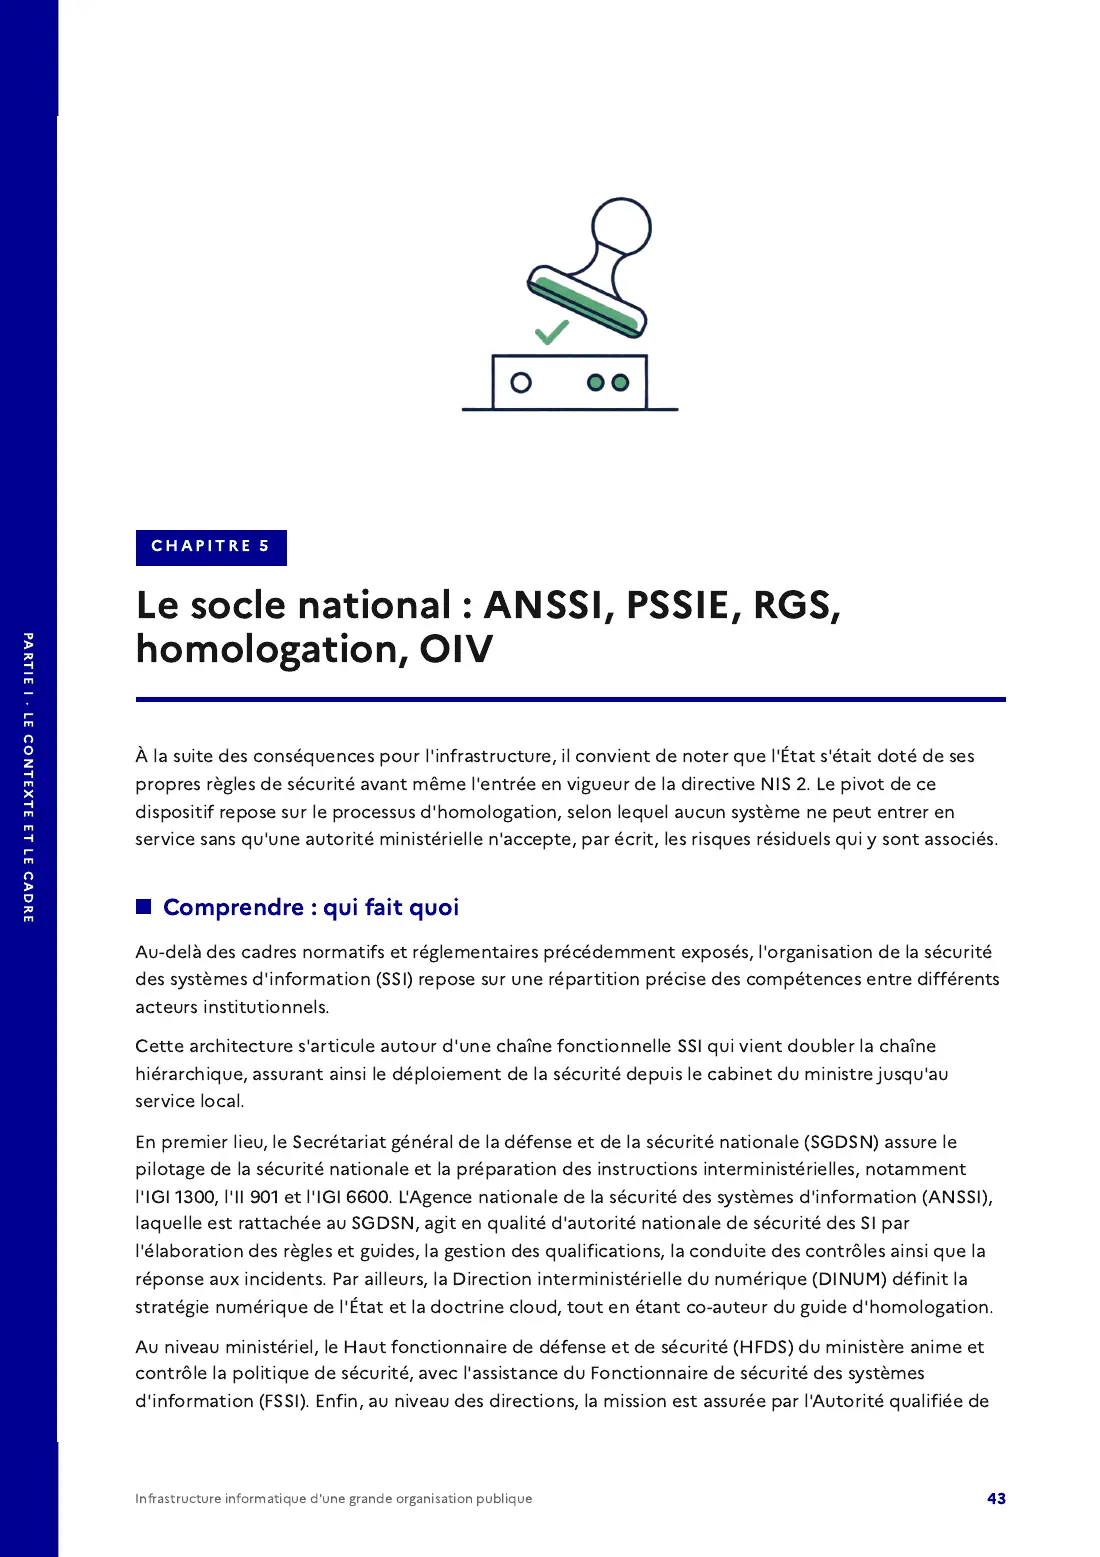 PARTIE I · LE CONTEXTE ET LE CADRE
CHAPITRE 5
Le socle national : ANSSI, PSSIE, RGS,
homologation, OIV
À la suite des conséquences pour l'infrastructure, il convient de noter que l'État s'était doté de ses
propres règles de sécurité avant même l'entrée en vigueur de la directive NIS 2. Le pivot de ce
dispositif repose sur le processus d'homologation, selon lequel aucun système ne peut entrer en
service sans qu'une autorité ministérielle n'accepte, par écrit, les risques résiduels qui y sont associés.
Comprendre : qui fait quoi
Au-delà des cadres normatifs et réglementaires précédemment exposés, l'organisation de la sécurité
des systèmes d'information (SSI) repose sur une répartition précise des compétences entre différents
acteurs institutionnels.
Cette architecture s'articule autour d'une chaîne fonctionnelle SSI qui vient doubler la chaîne
hiérarchique, assurant ainsi le déploiement de la sécurité depuis le cabinet du ministre jusqu'au
service local.
En premier lieu, le Secrétariat général de la défense et de la sécurité nationale (SGDSN) assure le
pilotage de la sécurité nationale et la préparation des instructions interministérielles, notamment
l'IGI 1300, l'II 901 et l'IGI 6600. L'Agence nationale de la sécurité des systèmes d'information (ANSSI),
laquelle est rattachée au SGDSN, agit en qualité d'autorité nationale de sécurité des SI par
l'élaboration des règles et guides, la gestion des qualifications, la conduite des contrôles ainsi que la
réponse aux incidents. Par ailleurs, la Direction interministérielle du numérique (DINUM) définit la
stratégie numérique de l'État et la doctrine cloud, tout en étant co-auteur du guide d'homologation.
Au niveau ministériel, le Haut fonctionnaire de défense et de sécurité (HFDS) du ministère anime et
contrôle la politique de sécurité, avec l'assistance du Fonctionnaire de sécurité des systèmes
d'information (FSSI). Enfin, au niveau des directions, la mission est assurée par l'Autorité qualifiée de
Infrastructure informatique d'une grande organisation publique
43